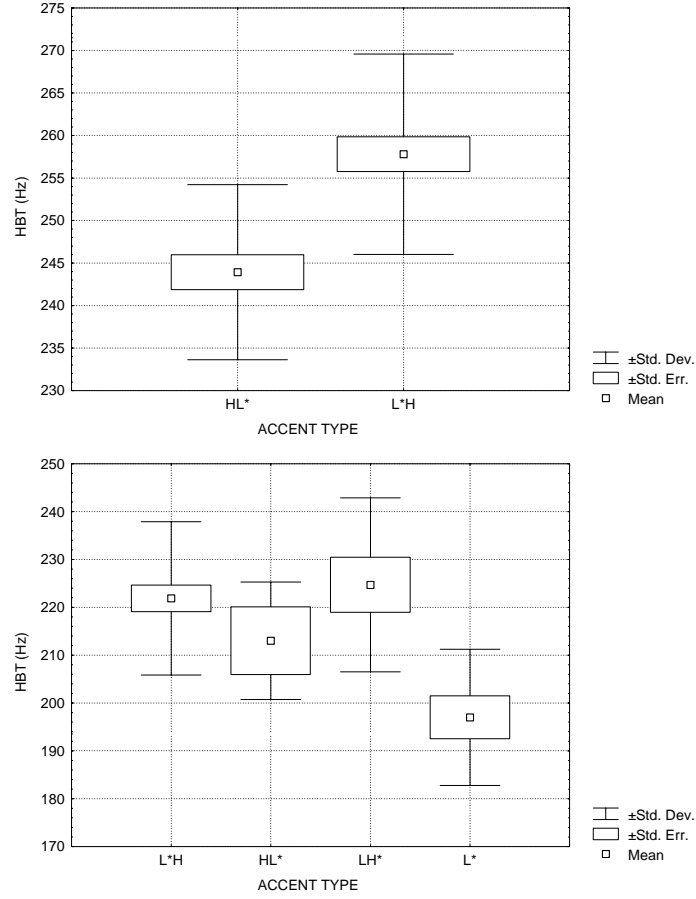 275
270
265
260
255
250
245
240
235
230
HBT (Hz)
HL* L*H
ACCENT TYPE
±Std. Dev.
±Std. Err.
Mean
250
240
230
220
210
200
190
180
170
HBT (Hz)
L*H HL* LH* L*
ACCENT TYPE
±Std. Dev.
±Std. Err.
Mean